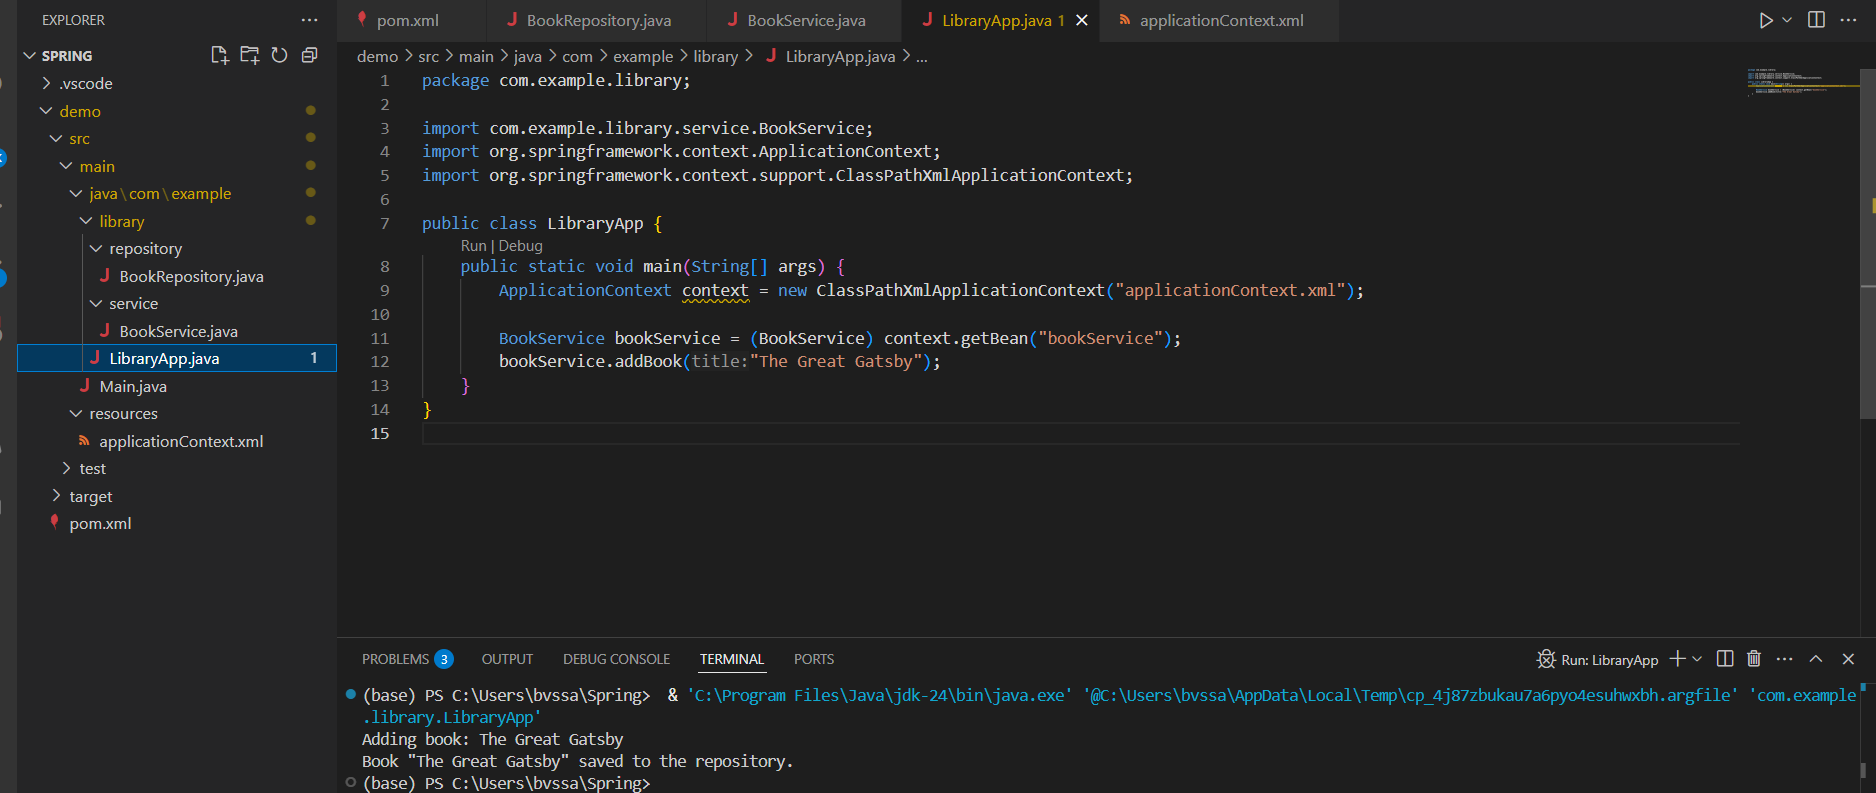 EXPLORER
SPRING
.vscode
demo
src
main
java\com\example
library
repository
BookRepository.java
service
BookService.java
LibraryApp.java 1
Main.java
resources
applicationContext.xml
test
target
pom.xml
pom.xml BookRepository.java BookService.java LibraryApp.java 1 applicationContext.xml
demo > src > main > java > com > example > library > LibraryApp.java > ...
1 package com.example.library;
2
3 import com.example.library.service.BookService;
4 import org.springframework.context.ApplicationContext;
5 import org.springframework.context.support.ClassPathXmlApplicationContext;
6
7 public class LibraryApp {
Run | Debug
8 public static void main(String[] args) {
9 ApplicationContext context = new ClassPathXmlApplicationContext("applicationContext.xml");
10
11 BookService bookService = (BookService) context.getBean("bookService");
12 bookService.addBook(title:"The Great Gatsby");
13 }
14 }
15
PROBLEMS 3 OUTPUT DEBUG CONSOLE TERMINAL PORTS Run: LibraryApp
(base) PS C:\Users\bvssa\Spring> & 'C:\Program Files\Java\jdk-24\bin\java.exe' '@C:\Users\bvssa\AppData\Local\Temp\cp_4j87zbukau7a6pyo4esuhwxbh.argfile' 'com.example
.library.LibraryApp'
Adding book: The Great Gatsby
Book "The Great Gatsby" saved to the repository.
(base) PS C:\Users\bvssa\Spring>